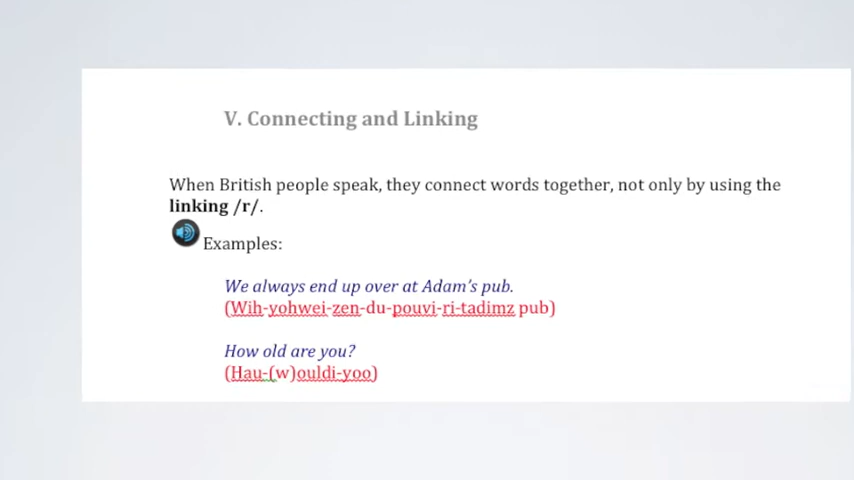 V. Connecting and Linking
When British people speak, they connect words together, not only by using the
linking /r/.
Examples:
We always end up over at Adam's pub.
(Wih-yohwei-zen-du-pouvi-ri-tadimz pub)
How old are you?
(Hau-(w)ouldi-yoo)